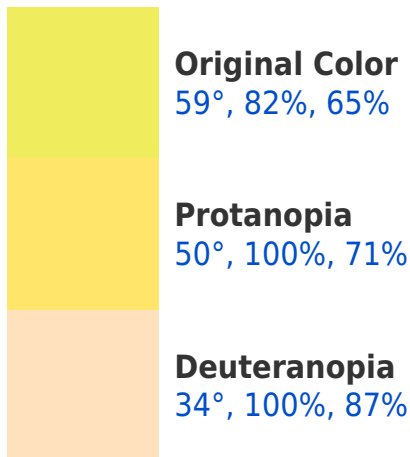 Original Color
59°, 82%, 65%
Protanopia
50°, 100%, 71%
Deuteranopia
34°, 100%, 87%